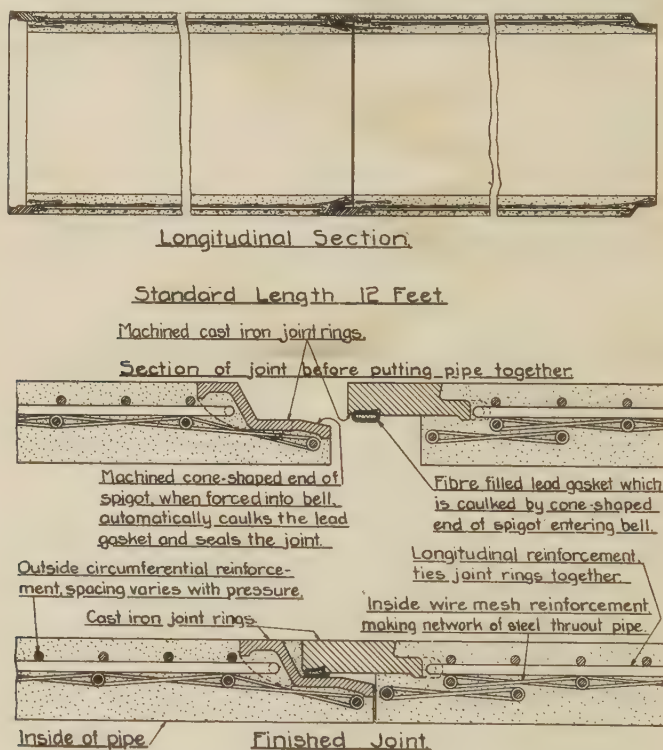 Longitudinal Section.
Standard Length 12 Feet.
Machined cast iron joint rings.
Section of joint before putting pipe together.
Machined cone-shaped end of
spigot, when forced into bell,
automatically caulks the lead
gasket and seals the joint.
Fibre filled lead gasket which
is caulked by cone-shaped
end of spigot entering bell.
Outside circumferential reinforce-
ment, spacing varies with pressure.
Longitudinal reinforcement,
ties joint rings together.
Cast iron joint rings.
Inside wire mesh reinforcement
making network of steel thruout pipe.
Inside of pipe
Finished Joint